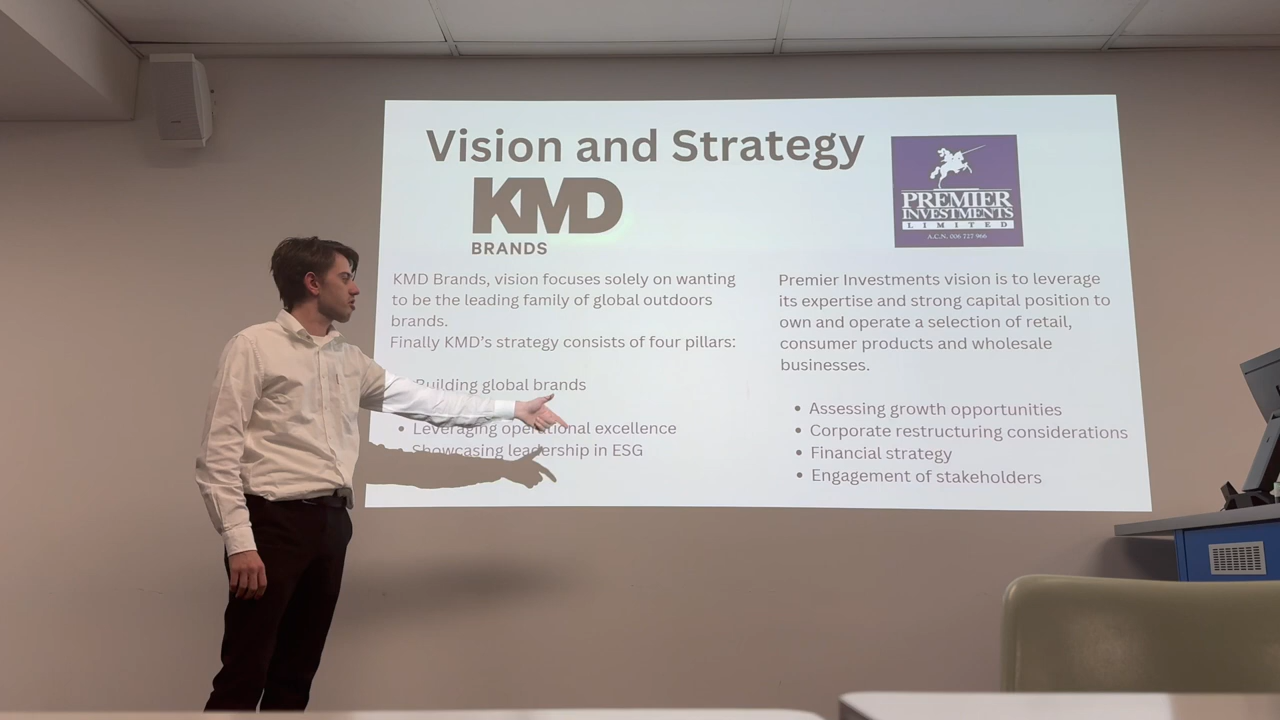 Vision and Strategy
KMD
BRANDS
KMD Brands, vision focuses solely on wanting
to be the leading family of global outdoors
brands.
Finally KMD's strategy consists of four pillars:
Building global brands
• Leveraging operational excellence
Showcasing leadership in ESG
PREMIER
INVESTMENTS
LIMITED
A.C.N. 006 727 966
Premier Investments vision is to leverage
its expertise and strong capital position to
own and operate a selection of retail,
consumer products and wholesale
businesses.
• Assessing growth opportunities
• Corporate restructuring considerations
• Financial strategy
• Engagement of stakeholders